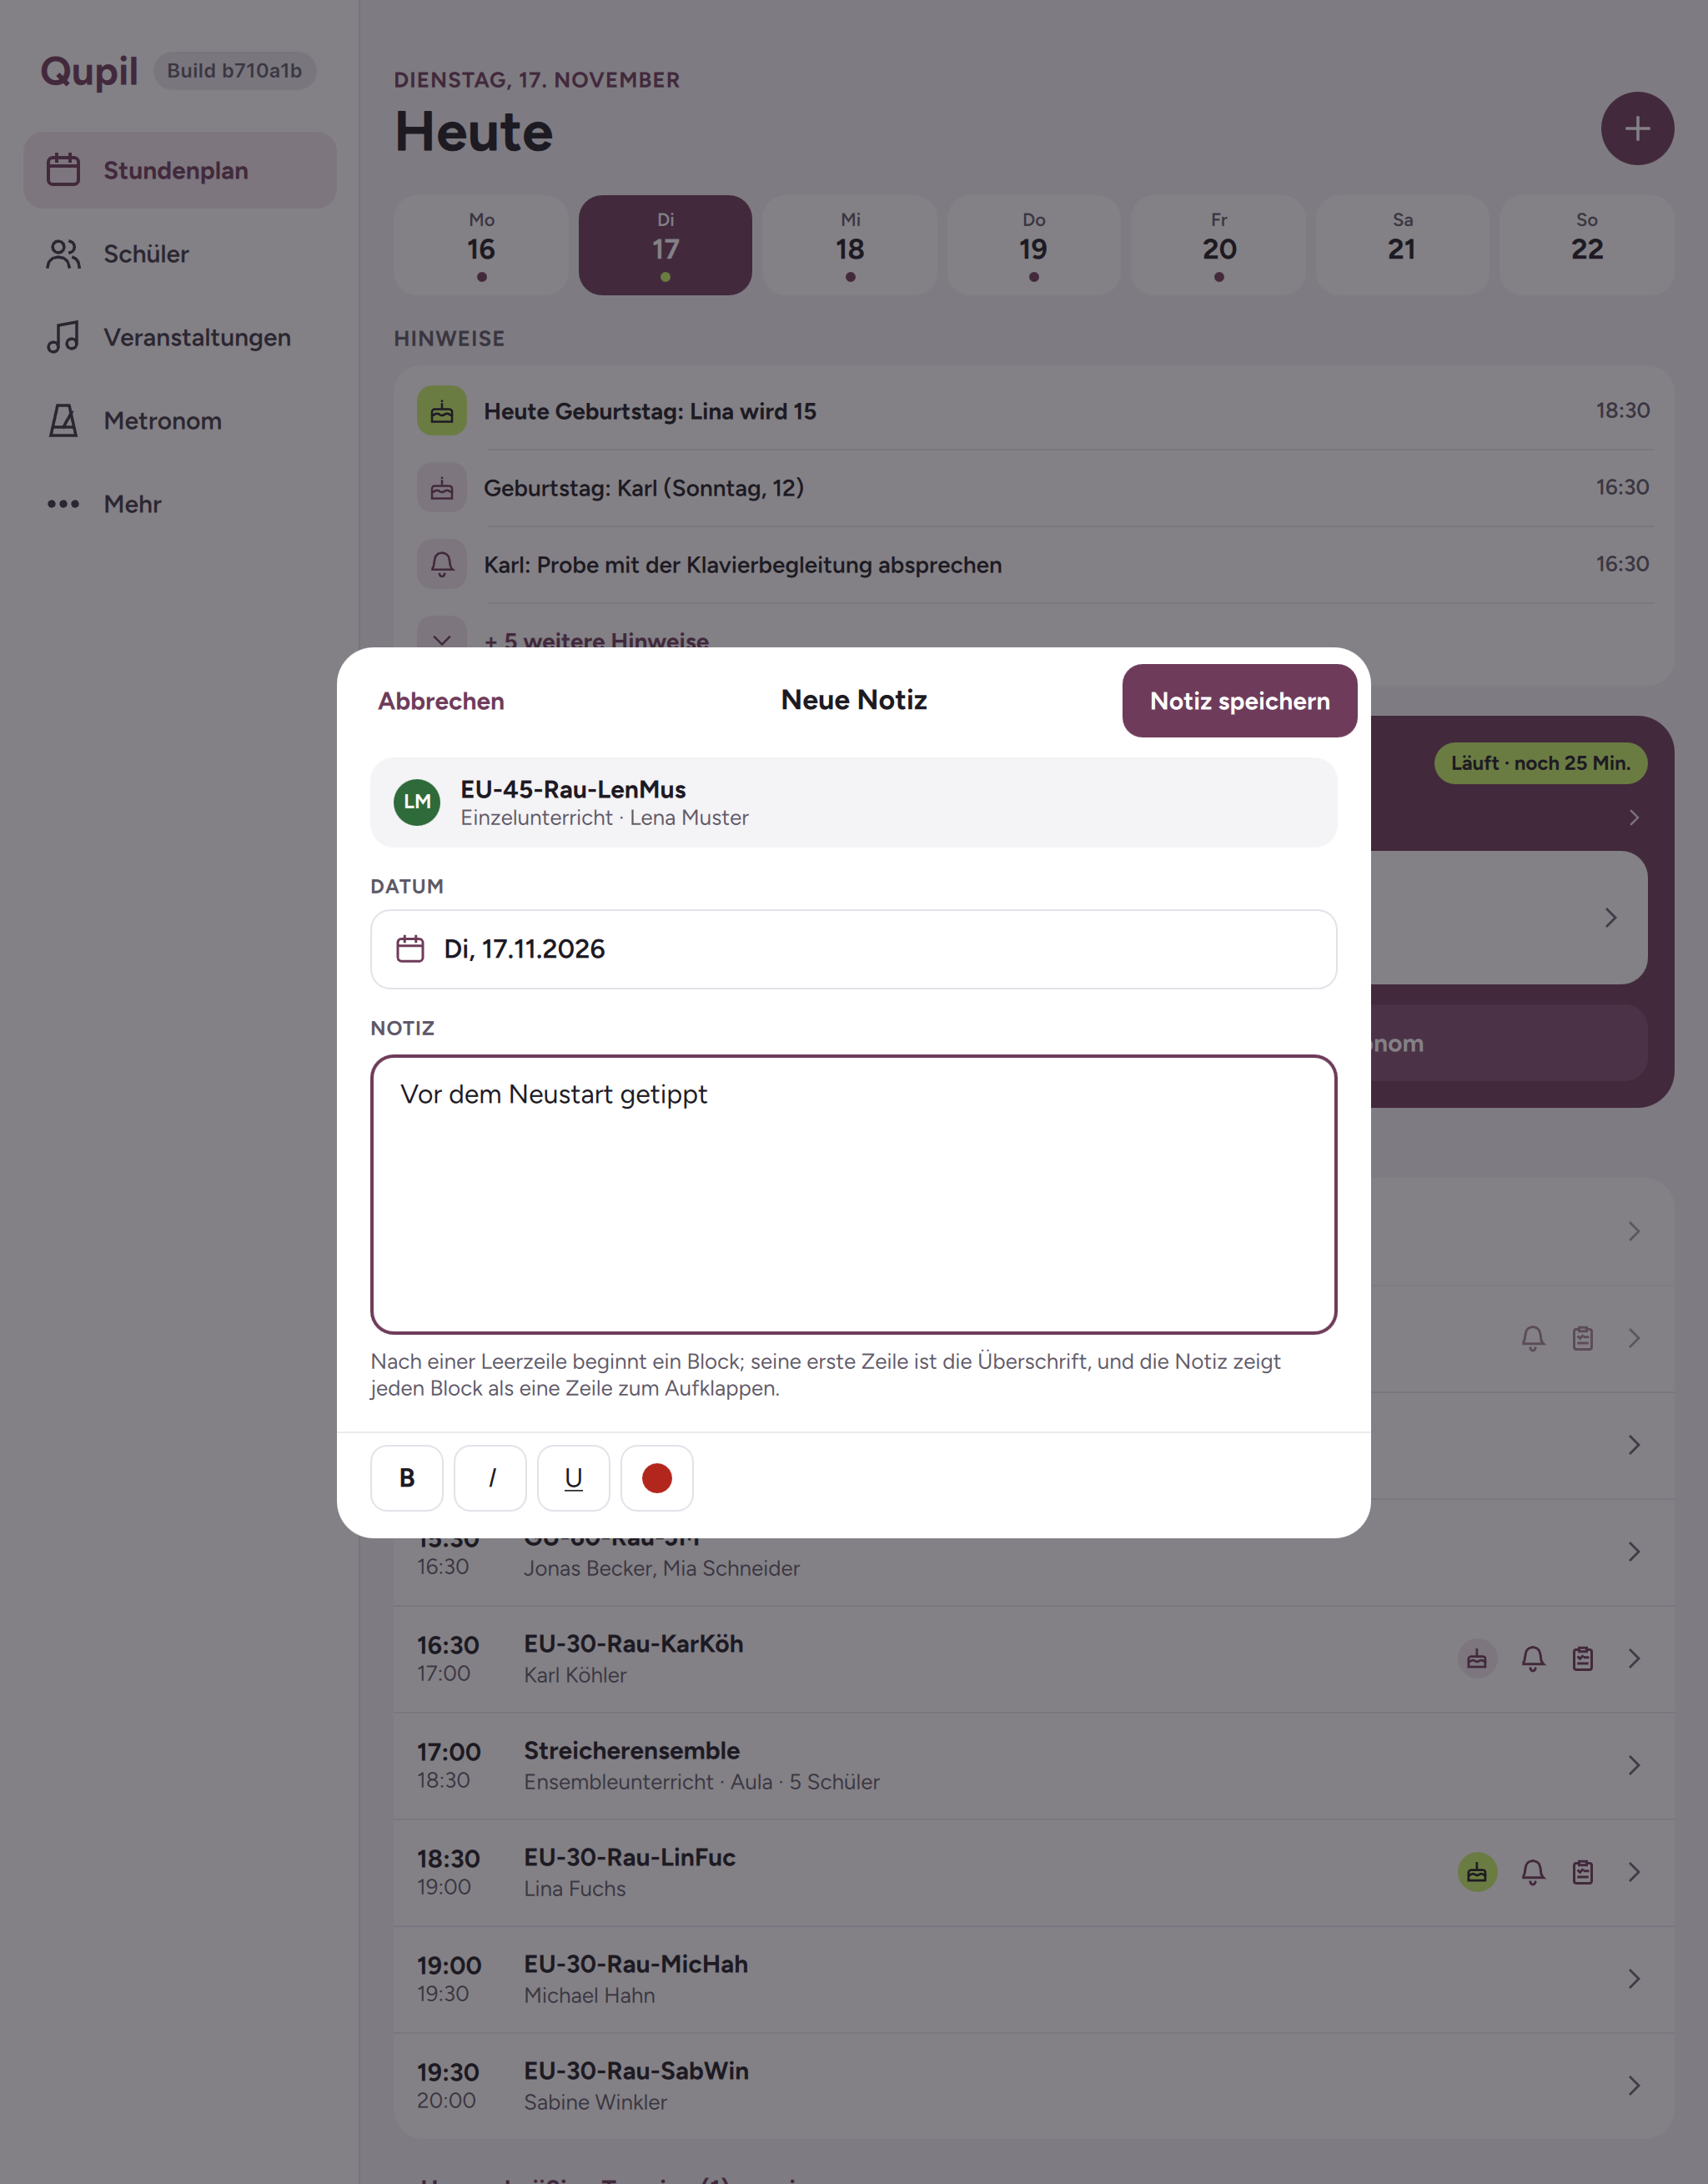 Qupil
Build b710a1b
Stundenplan
Schüler
Veranstaltungen
Metronom
Mehr
DIENSTAG, 17. NOVEMBER
Heute
Mo
16
Di
17
Mi
18
Do
19
Fr
20
Sa
21
So
22
HINWEISE
Heute Geburtstag: Lina wird 15
18:30
Geburtstag: Karl (Sonntag, 12)
16:30
Karl: Probe mit der Klavierbegleitung absprechen
16:30
+ 5 weitere Hinweise
Läuft · noch 25 Min.
Abbrechen
Neue Notiz
Notiz speichern
LM
EU-45-Rau-LenMus
Einzelunterricht · Lena Muster
DATUM
Di, 17.11.2026
NOTIZ
Vor dem Neustart getippt
Nach einer Leerzeile beginnt ein Block; seine erste Zeile ist die Überschrift, und die Notiz zeigt
jeden Block als eine Zeile zum Aufklappen.
B
I
U
15:30
16:30
Jonas Becker, Mia Schneider
16:30
EU-30-Rau-KarKöh
17:00
Karl Köhler
17:00
Streicherensemble
18:30
Ensembleunterricht · Aula · 5 Schüler
18:30
EU-30-Rau-LinFuc
19:00
Lina Fuchs
19:00
EU-30-Rau-MicHah
19:30
Michael Hahn
19:30
EU-30-Rau-SabWin
20:00
Sabine Winkler